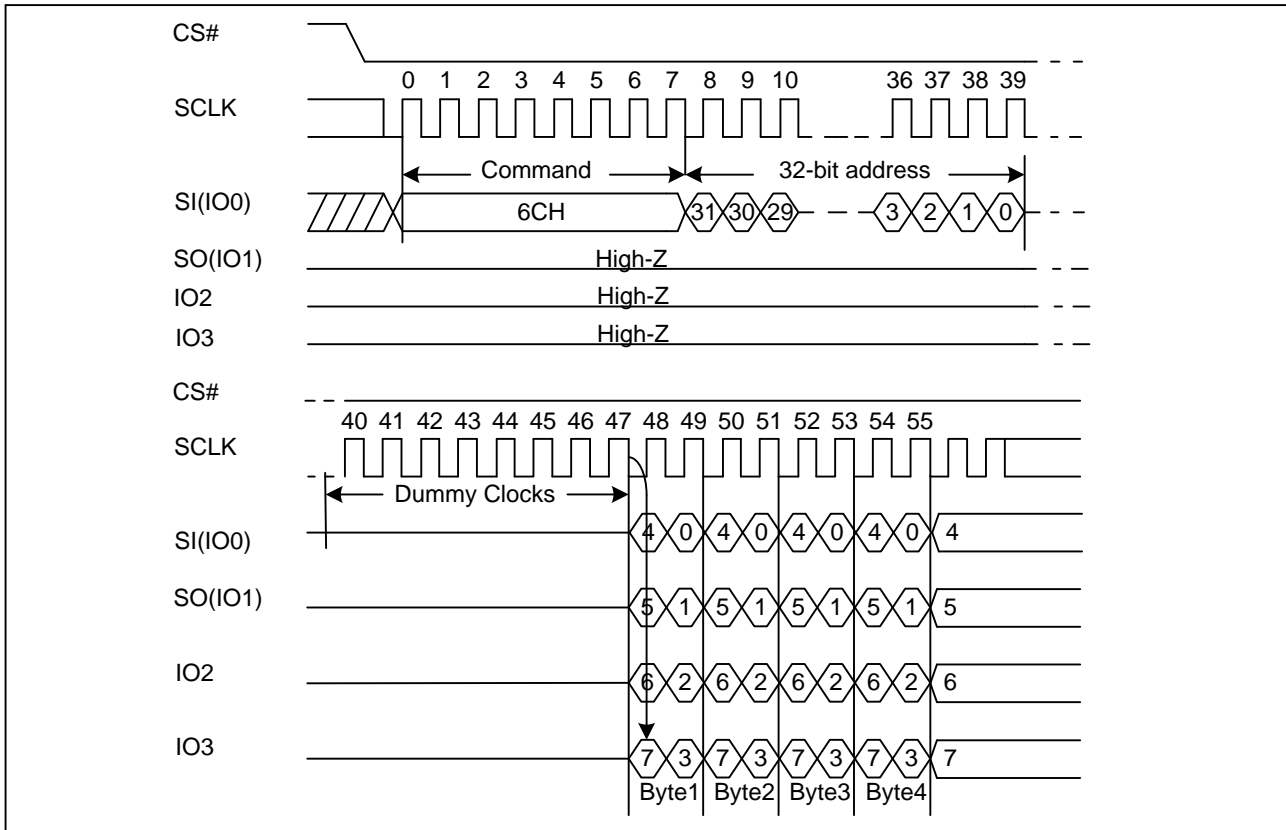 CS#
0 1 2 3 4 5 6 7 8 9 10 36 37 38 39
SCLK
Command 32-bit address
SI(IO0) 6CH 31 30 29 3 2 1 0
SO(IO1) High-Z
IO2 High-Z
IO3 High-Z
CS#
40 41 42 43 44 45 46 47 48 49 50 51 52 53 54 55
SCLK
Dummy Clocks
SI(IO0) 4 0 4 0 4 0 4 0 4
SO(IO1) 5 1 5 1 5 1 5 1 5
IO2 6 2 6 2 6 2 6 2 6
IO3 7 3 7 3 7 3 7 3 7
Byte1 Byte2 Byte3 Byte4